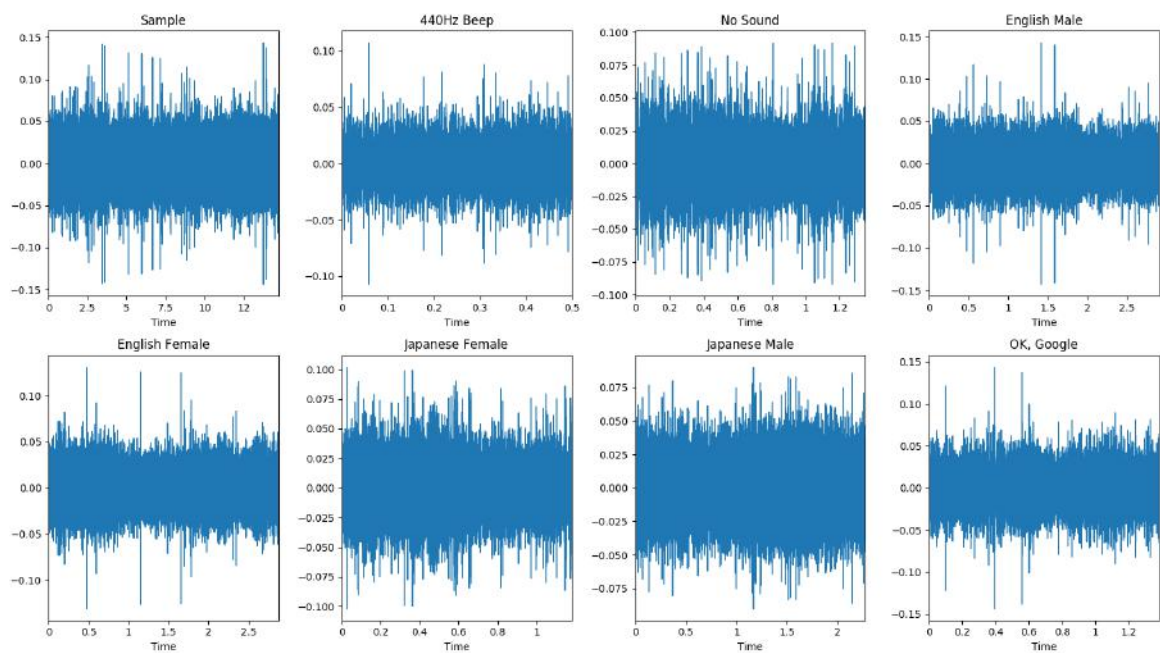 Sample
0.15
0.10
0.05
0.00
-0.05
-0.10
-0.15
0 2.5 5 7.5 10 12
Time
440Hz Beep
0.10
0.05
0.00
-0.05
-0.10
0 0.1 0.2 0.3 0.4 0.5
Time
No Sound
0.100
0.075
0.050
0.025
0.000
-0.025
-0.050
-0.075
-0.100
0 0.2 0.4 0.6 0.8 1 1.2
Time
English Male
0.15
0.10
0.05
0.00
-0.05
-0.10
-0.15
0 0.5 1 1.5 2 2.5
Time
English Female
0.10
0.05
0.00
-0.05
-0.10
0 0.5 1 1.5 2 2.5
Time
Japanese Female
0.100
0.075
0.050
0.025
0.000
-0.025
-0.050
-0.075
-0.100
0 0.2 0.4 0.6 0.8 1
Time
Japanese Male
0.075
0.050
0.025
0.000
-0.025
-0.050
-0.075
0 0.5 1 1.5 2
Time
OK, Google
0.15
0.10
0.05
0.00
-0.05
-0.10
-0.15
0 0.2 0.4 0.6 0.8 1 1.2
Time